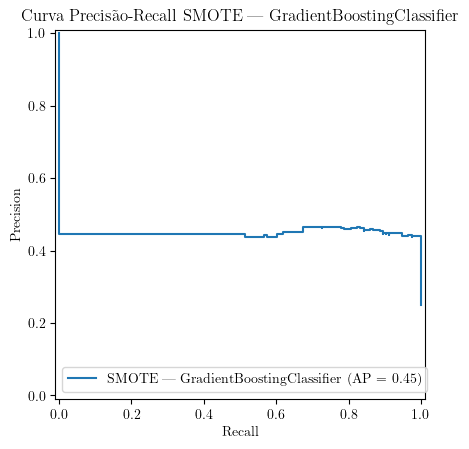 Curva Precisão-Recall SMOTE — GradientBoostingClassifier
1.0
0.8
0.6
0.4
0.2
0.0
Precision
SMOTE — GradientBoostingClassifier (AP = 0.45)
0.0 0.2 0.4 0.6 0.8 1.0
Recall